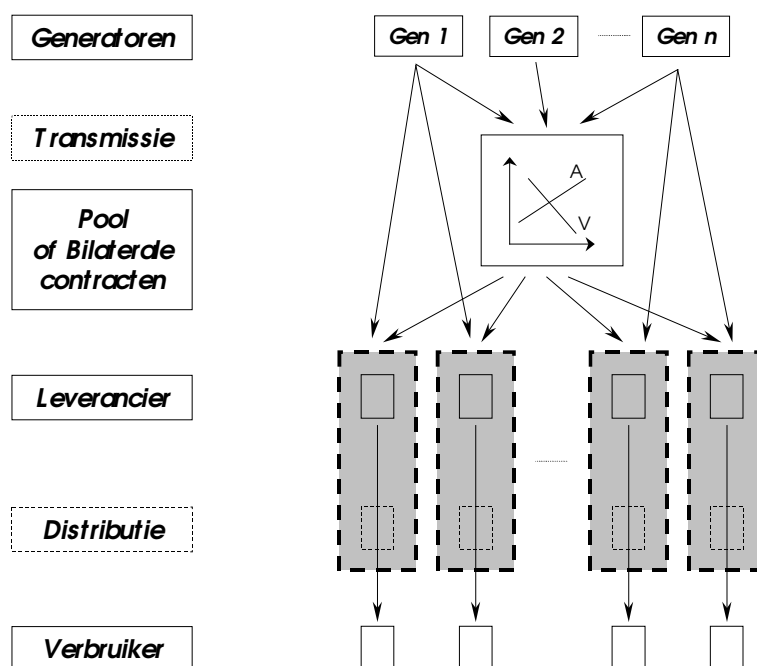 Generatoren
Gen 1
Gen 2
Gen n
Transmissie
A
V
Pool
of Bilaterale
contracten
Leverancier
Distributie
Verbruiker